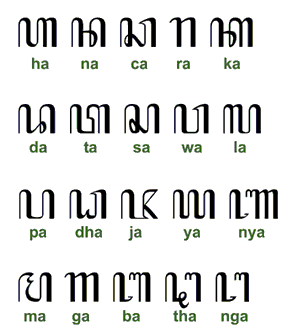 ꦲ ꦤ ꦕ ꦫ ꦏ
ha na ca ra ka
ꦢ ꦠ ꦱ ꦮ ꦭ
da ta sa wa la
ꦥ ꦝ ꦗ ꦪ ꦚ
pa dha ja ya nya
ꦩ ꦒ ꦧ ꦛ ꦔ
ma ga ba tha nga